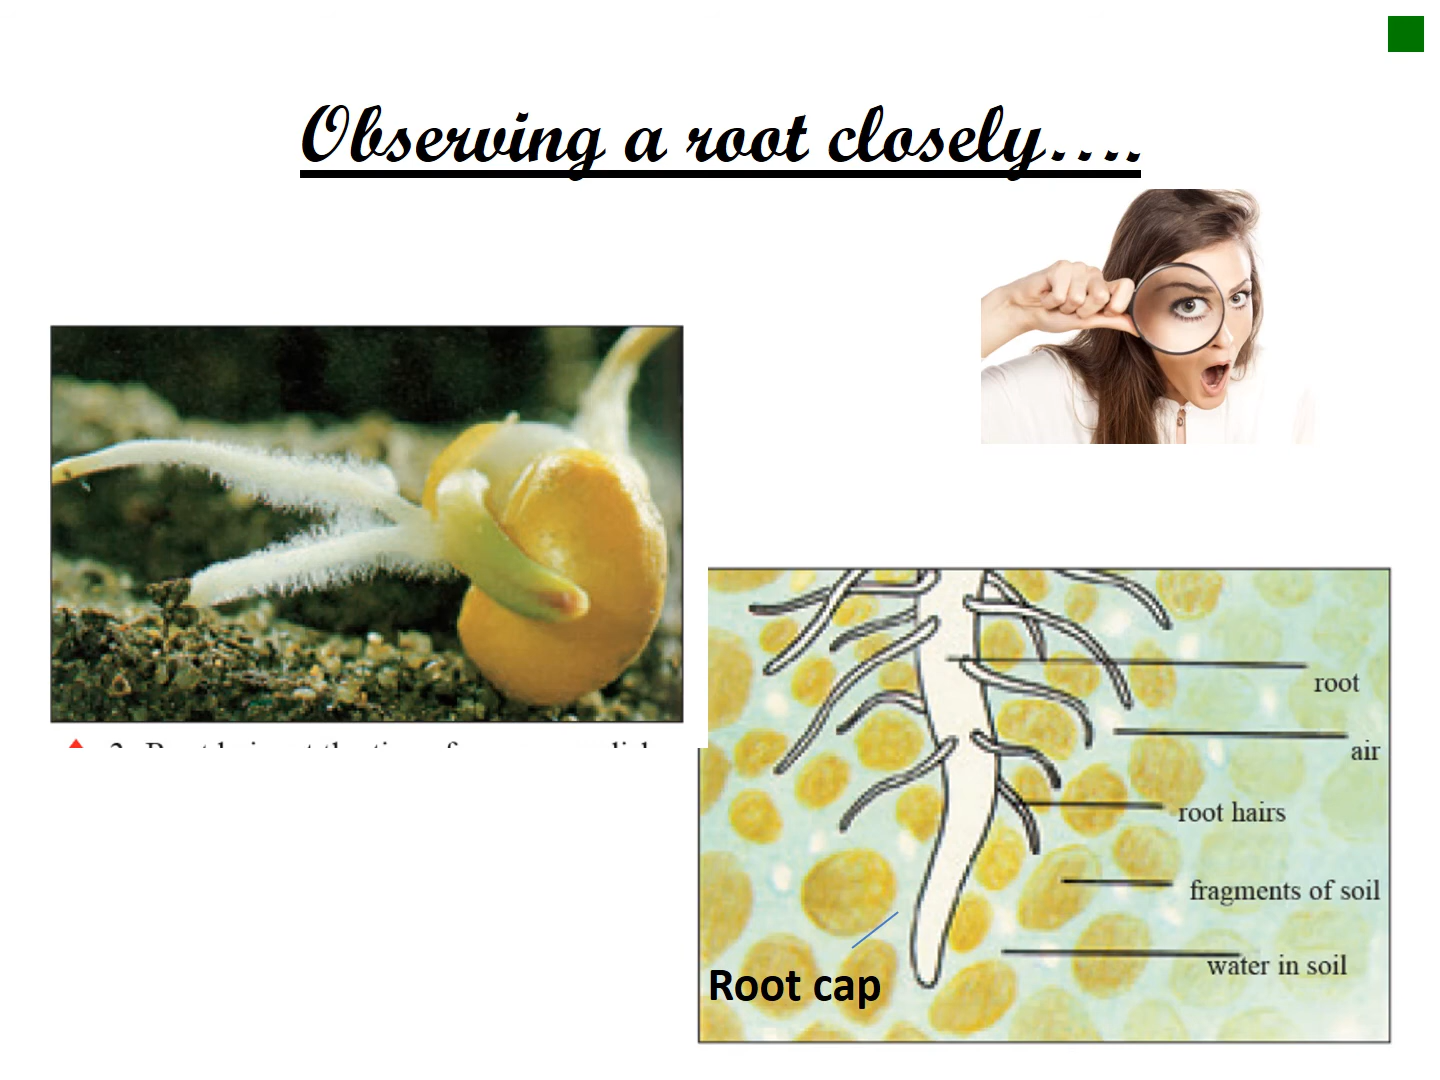 Observing a root closely….
root
air
root hairs
fragments of soil
water in soil
Root cap